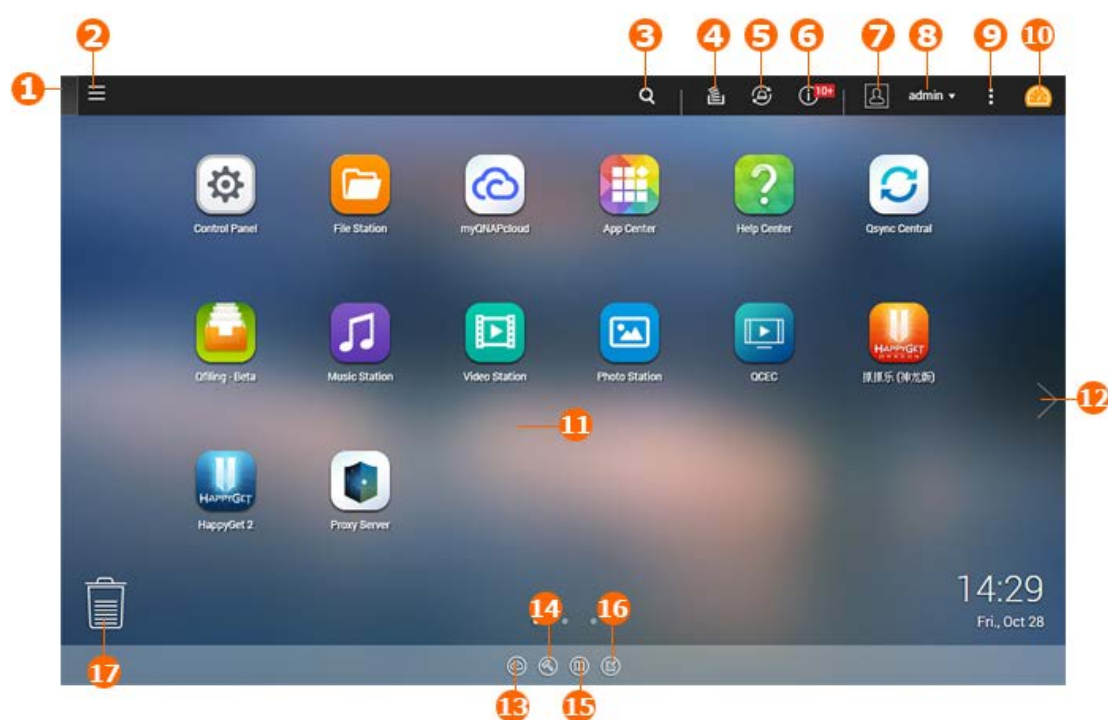 2 3 4 5 6 7 8 9 10
1
10+
admin
Control Panel File Station myQNAPcloud App Center Help Center Qsync Central
HAPPYGET
DRAGON
Qfiling - Beta Music Station Video Station Photo Station QCEC 抓抓乐 (神龙版)
12
11
HAPPYGET
HappyGet 2 Proxy Server
14:29
Fri., Oct 28
14 16
17
13 15